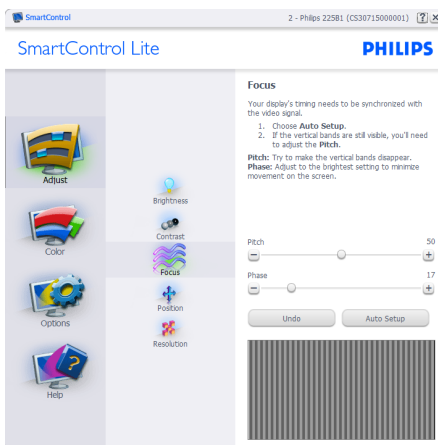 SmartControl
2 - Philips 225B1 (CS30715000001)
SmartControl Lite
PHILIPS
Adjust
Color
Options
Help
Brightness
Contrast
Focus
Position
Resolution
Focus
Your display's timing needs to be synchronized with
the video signal.
1. Choose Auto Setup.
2. If the vertical bands are still visible, you'll need
to adjust the Pitch.
Pitch: Try to make the vertical bands disappear.
Phase: Adjust to the brightest setting to minimize
movement on the screen.
Pitch 50
Phase 17
Undo
Auto Setup